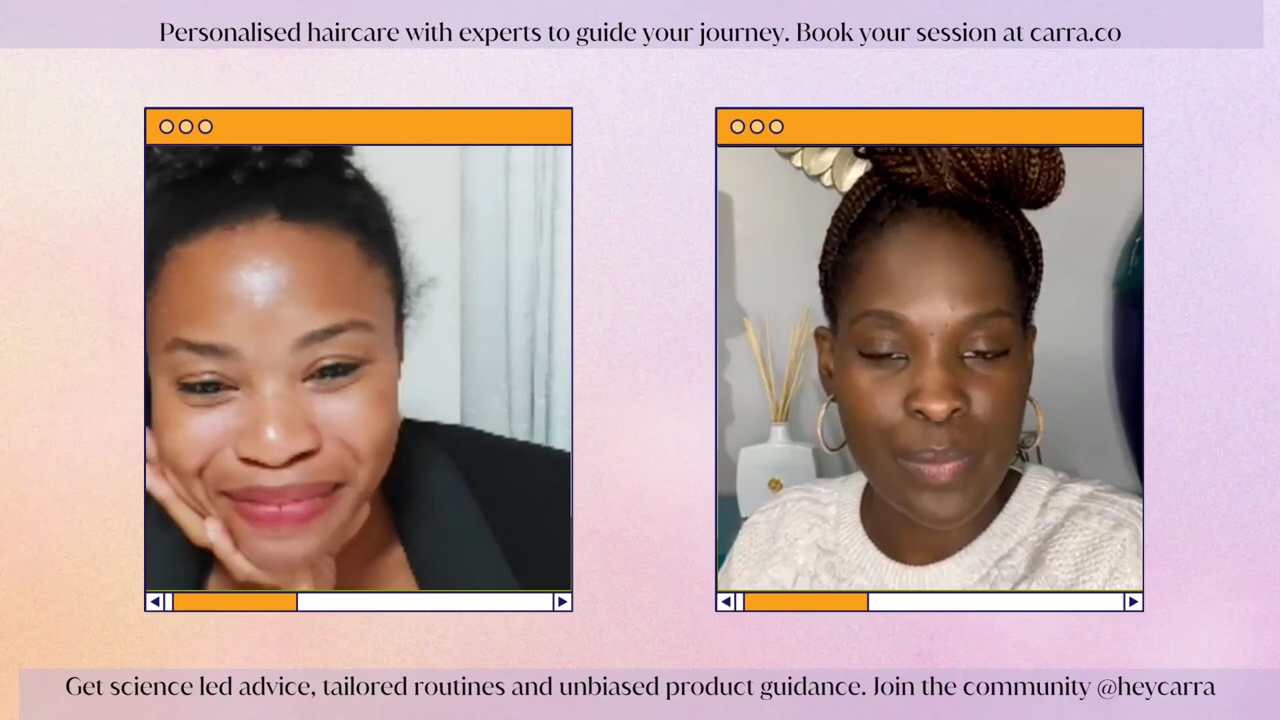 Personalised haircare with experts to guide your journey. Book your session at carra.co
Get science led advice, tailored routines and unbiased product guidance. Join the community @heycarra